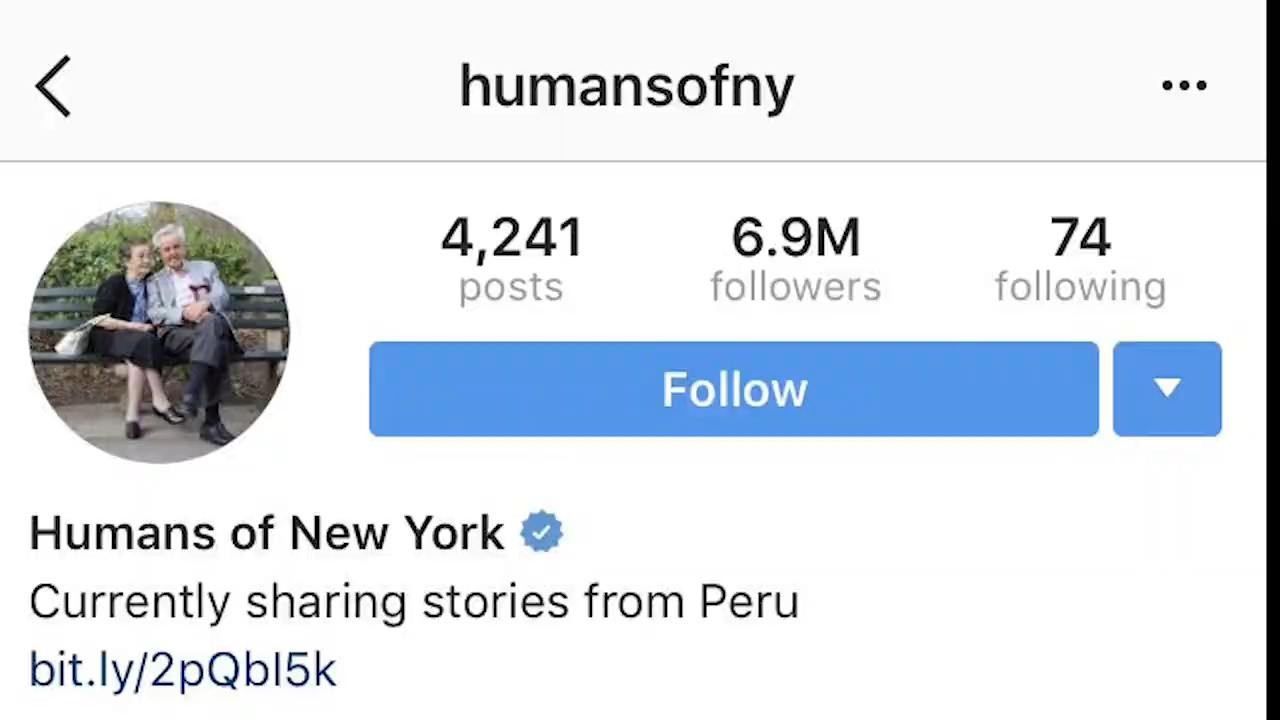 humansofny
4,241 6.9M 74
posts followers following
Follow
Humans of New York
Currently sharing stories from Peru
bit.ly/2pQbI5k